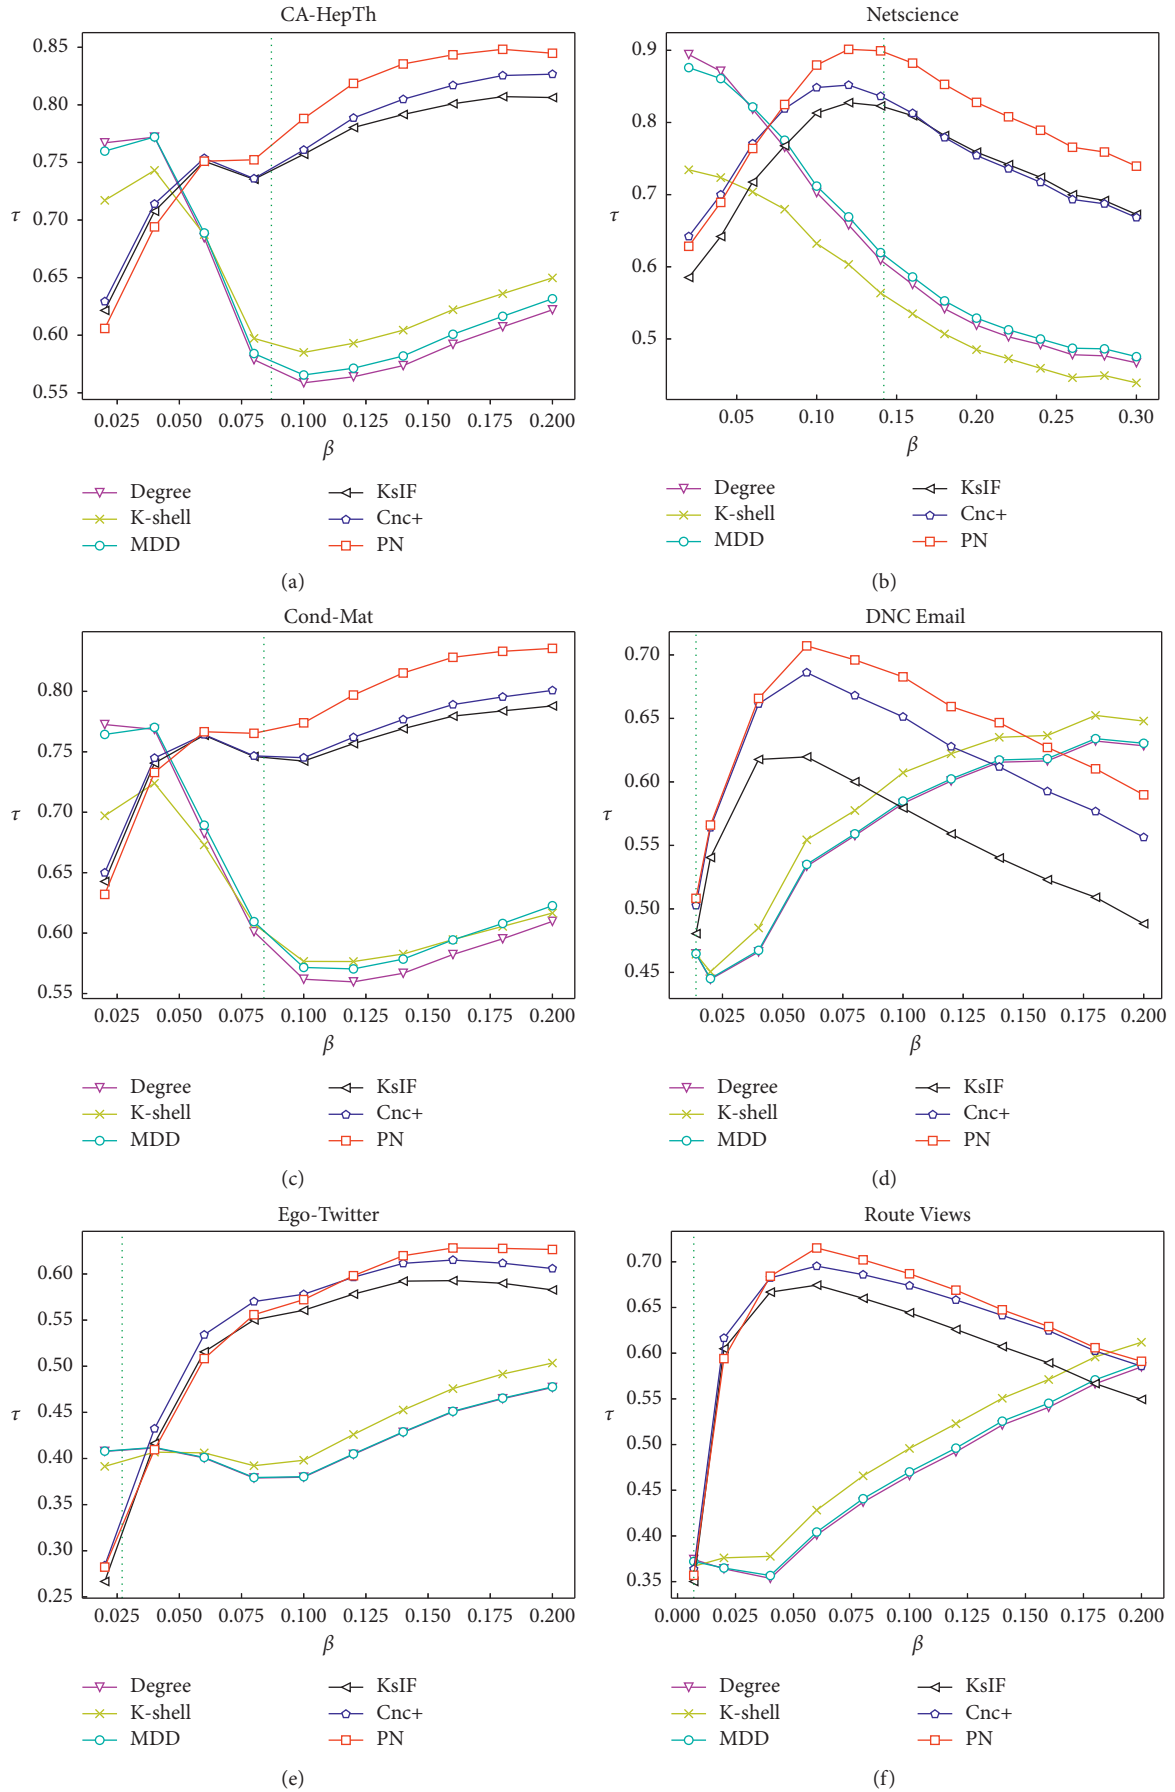 CA-HepTh
0.85
0.80
0.75
0.70
τ
0.65
0.60
0.55
0.025 0.050 0.075 0.100 0.125 0.150 0.175 0.200
β
Degree
K-shell
MDD
KsIF
Cnc+
PN
(a)
Netscience
0.9
0.8
0.7
τ
0.6
0.5
0.05 0.10 0.15 0.20 0.25 0.30
β
Degree
K-shell
MDD
KsIF
Cnc+
PN
(b)
Cond-Mat
0.80
0.75
0.70
τ
0.65
0.60
0.55
0.025 0.050 0.075 0.100 0.125 0.150 0.175 0.200
β
Degree
K-shell
MDD
KsIF
Cnc+
PN
(c)
DNC Email
0.70
0.65
0.60
τ
0.55
0.50
0.45
0.025 0.050 0.075 0.100 0.125 0.150 0.175 0.200
β
Degree
K-shell
MDD
KsIF
Cnc+
PN
(d)
Ego-Twitter
0.60
0.55
0.50
0.45
τ
0.40
0.35
0.30
0.25
0.025 0.050 0.075 0.100 0.125 0.150 0.175 0.200
β
Degree
K-shell
MDD
KsIF
Cnc+
PN
(e)
Route Views
0.70
0.65
0.60
0.55
τ
0.50
0.45
0.40
0.35
0.000 0.025 0.050 0.075 0.100 0.125 0.150 0.175 0.200
β
Degree
K-shell
MDD
KsIF
Cnc+
PN
(f)